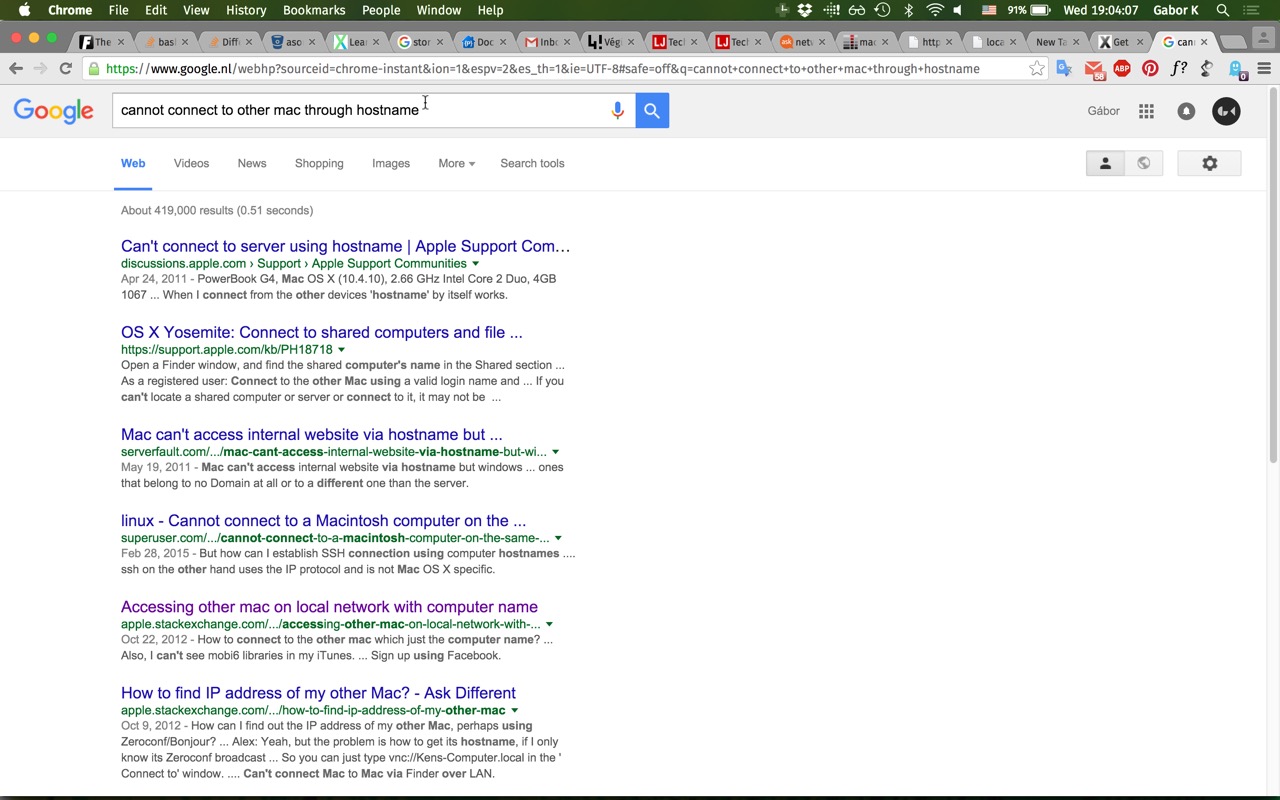 Chrome File Edit View History Bookmarks People Window Help 91% Wed 19:04:07 Gabor K
The basl Diffe aso Lea stor Doc Inbo Vég Tecl Tecl netv ma http loca New Ta Get can
https://www.google.nl/webhp?sourceid=chrome-instant&ion=1&espv=2&es_th=1&ie=UTF-8#safe=off&q=cannot+connect+to+other+mac+through+hostname 58 ABP f? 0
Google cannot connect to other mac through hostname Gábor
Web Videos News Shopping Images More Search tools
About 419,000 results (0.51 seconds)
Can't connect to server using hostname | Apple Support Com…
discussions.apple.com › Support › Apple Support Communities
Apr 24, 2011 - PowerBook G4, Mac OS X (10.4.10), 2.66 GHz Intel Core 2 Duo, 4GB
1067 ... When I connect from the other devices 'hostname' by itself works.
OS X Yosemite: Connect to shared computers and file ...
https://support.apple.com/kb/PH18718
Open a Finder window, and find the shared computer's name in the Shared section ...
As a registered user: Connect to the other Mac using a valid login name and ... If you
can't locate a shared computer or server or connect to it, it may not be ...
Mac can't access internal website via hostname but ...
serverfault.com/.../mac-cant-access-internal-website-via-hostname-but-wi...
May 19, 2011 - Mac can't access internal website via hostname but windows ... ones
that belong to no Domain at all or to a different one than the server.
linux - Cannot connect to a Macintosh computer on the ...
superuser.com/.../cannot-connect-to-a-macintosh-computer-on-the-same-...
Feb 28, 2015 - But how can I establish SSH connection using computer hostnames ....
ssh on the other hand uses the IP protocol and is not Mac OS X specific.
Accessing other mac on local network with computer name
apple.stackexchange.com/.../accessing-other-mac-on-local-network-with-...
Oct 22, 2012 - How to connect to the other mac which just the computer name? ...
Also, I can't see mobi6 libraries in my iTunes. ... Sign up using Facebook.
How to find IP address of my other Mac? - Ask Different
apple.stackexchange.com/.../how-to-find-ip-address-of-my-other-mac
Oct 9, 2012 - How can I find out the IP address of my other Mac, perhaps using
Zeroconf/Bonjour? ... Alex: Yeah, but the problem is how to get its hostname, if I only
know its Zeroconf broadcast ... So you can just type vnc://Kens-Computer.local in the '
Connect to' window. .... Can't connect Mac to Mac via Finder over LAN.